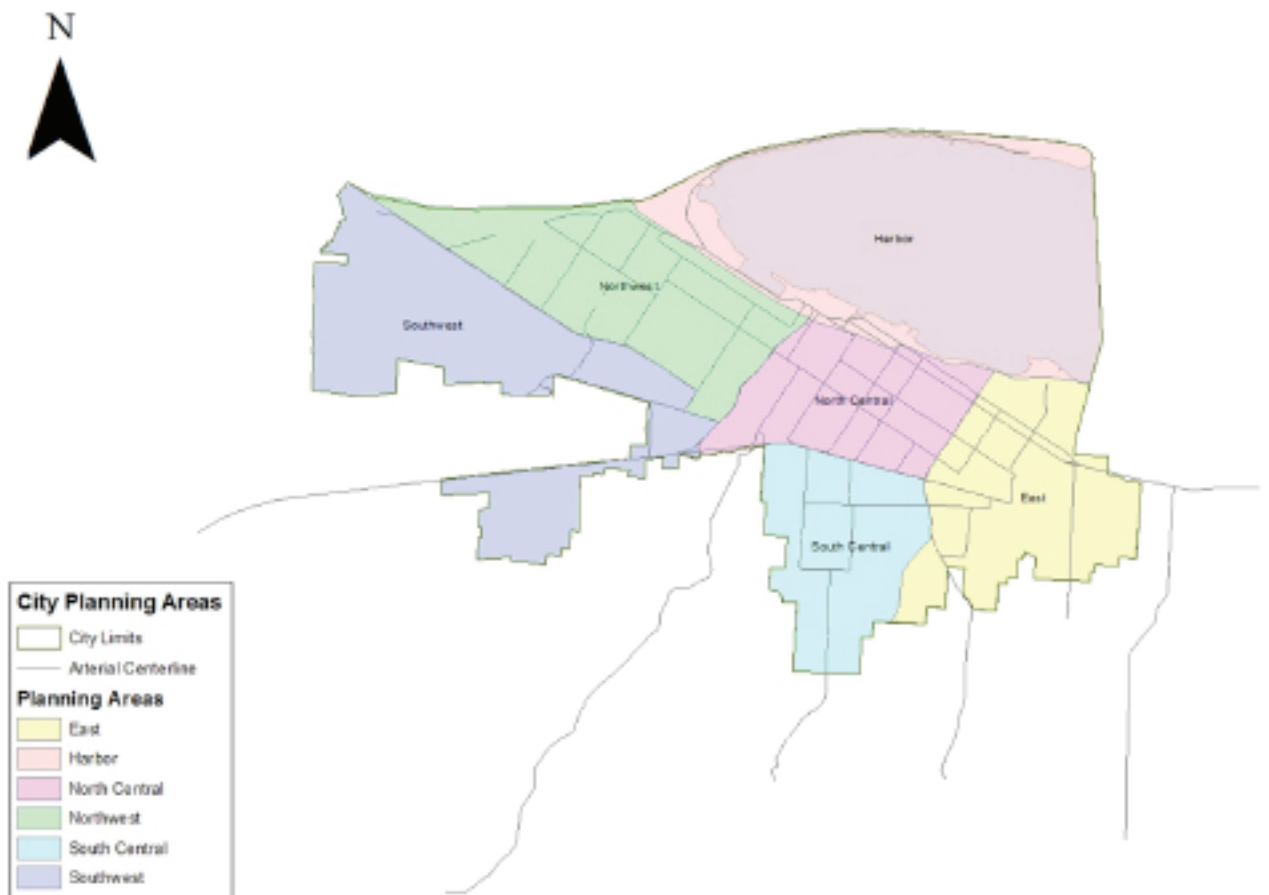 N
Harbor
Northwest
Southwest
North Central
East
South Central
City Planning Areas
City Limits
Arterial Centerline
Planning Areas
East
Harbor
North Central
Northwest
South Central
Southwest